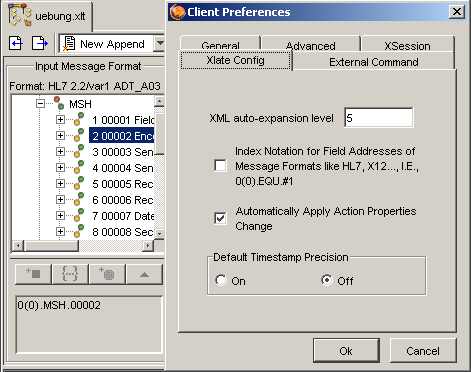 uebung.xlt
New Append
Input Message Format
Format: HL7 2.2/var1 ADT_A03
MSH
1 00001 Field
2 00002 Enco
3 00003 Sen
4 00004 Sen
5 00005 Rec
6 00006 Rec
7 00007 Date
8 00008 Sec
0(0).MSH.00002
Client Preferences
General
Advanced
XSession
Xlate Config
External Command
XML auto-expansion level
5
Index Notation for Field Addresses of
Message Formats like HL7, X12..., I.E.,
0(0).EQU.#1
Automatically Apply Action Properties
Change
Default Timestamp Precision
On
Off
Ok
Cancel